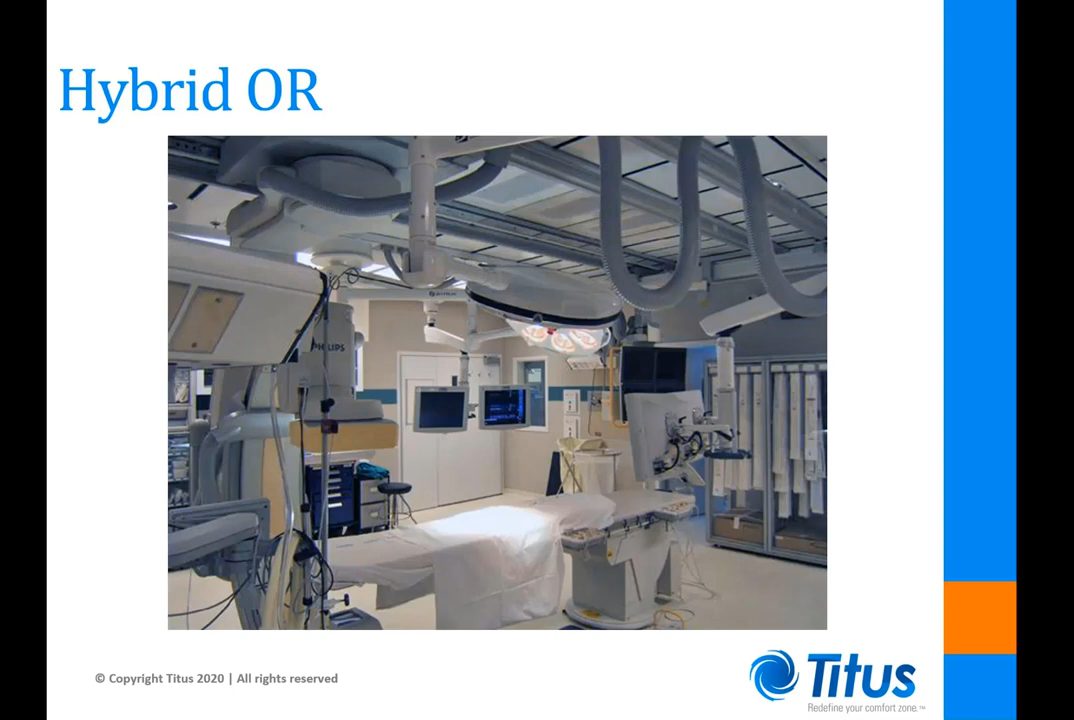 Hybrid OR
PHILIPS
© Copyright Titus 2020 | All rights reserved
Titus
Redefine your comfort zone.™